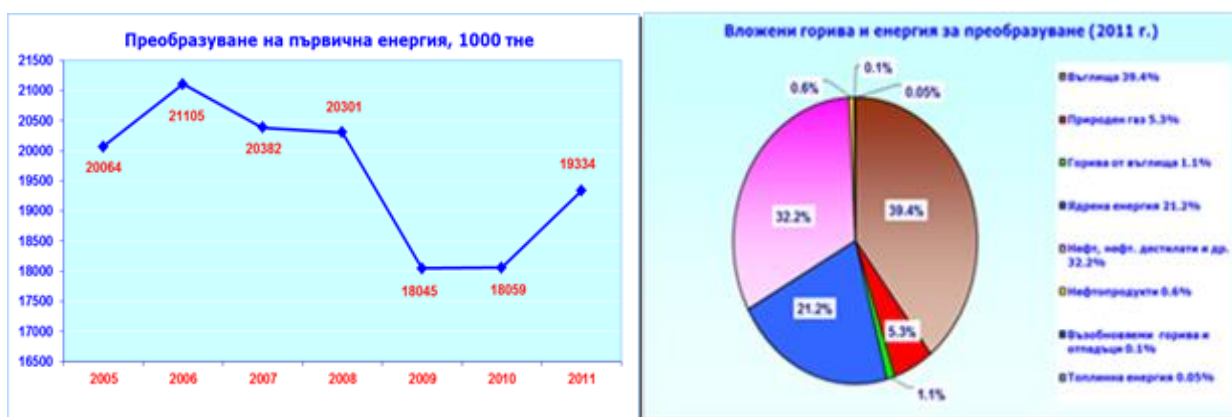 Преобразуване на първична енергия, 1000 тне
21500
21000
20500
20000
19500
19000
18500
18000
17500
17000
16500
20064
21105
20382
20301
18045
18059
19334
2005 2006 2007 2008 2009 2010 2011
Вложени горива и енергия за преобразуване (2011 г.)
0.1%
0.6%
0.05%
39.4%
32.2%
21.2%
5.3%
1.1%
Въглища 39.4%
Природен газ 5.3%
Горива от въглища 1.1%
Ядрена енергия 21.2%
Нефт, нефт. дестилати и др.
32.2%
Нефтопродукти 0.6%
Възобновяеми горива и
отпадъци 0.1%
Топлинна енергия 0.05%